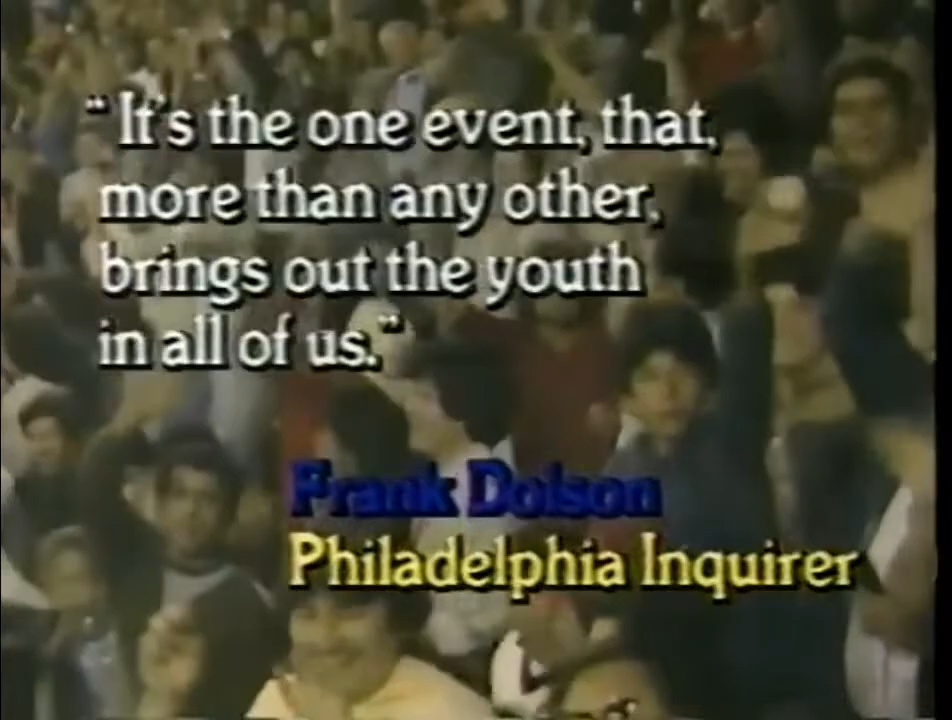 “It's the one event, that,
more than any other,
brings out the youth
in all of us.”
Frank Dolson
Philadelphia Inquirer